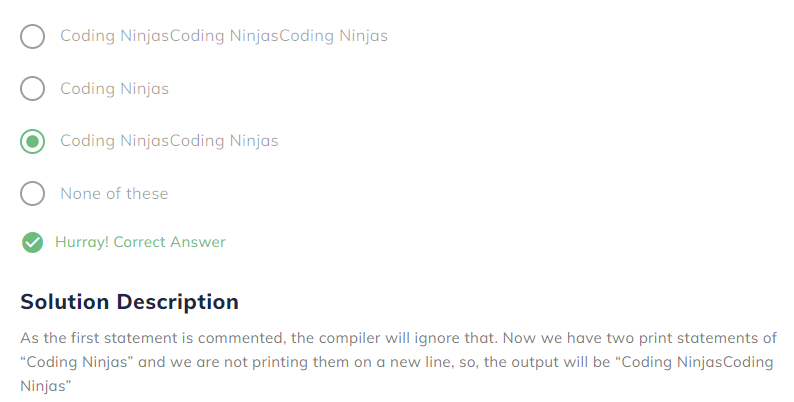 Coding NinjasCoding NinjasCoding Ninjas
Coding Ninjas
Coding NinjasCoding Ninjas
None of these
Hurray! Correct Answer
Solution Description
As the first statement is commented, the compiler will ignore that. Now we have two print statements of
“Coding Ninjas” and we are not printing them on a new line, so, the output will be “Coding NinjasCoding
Ninjas”